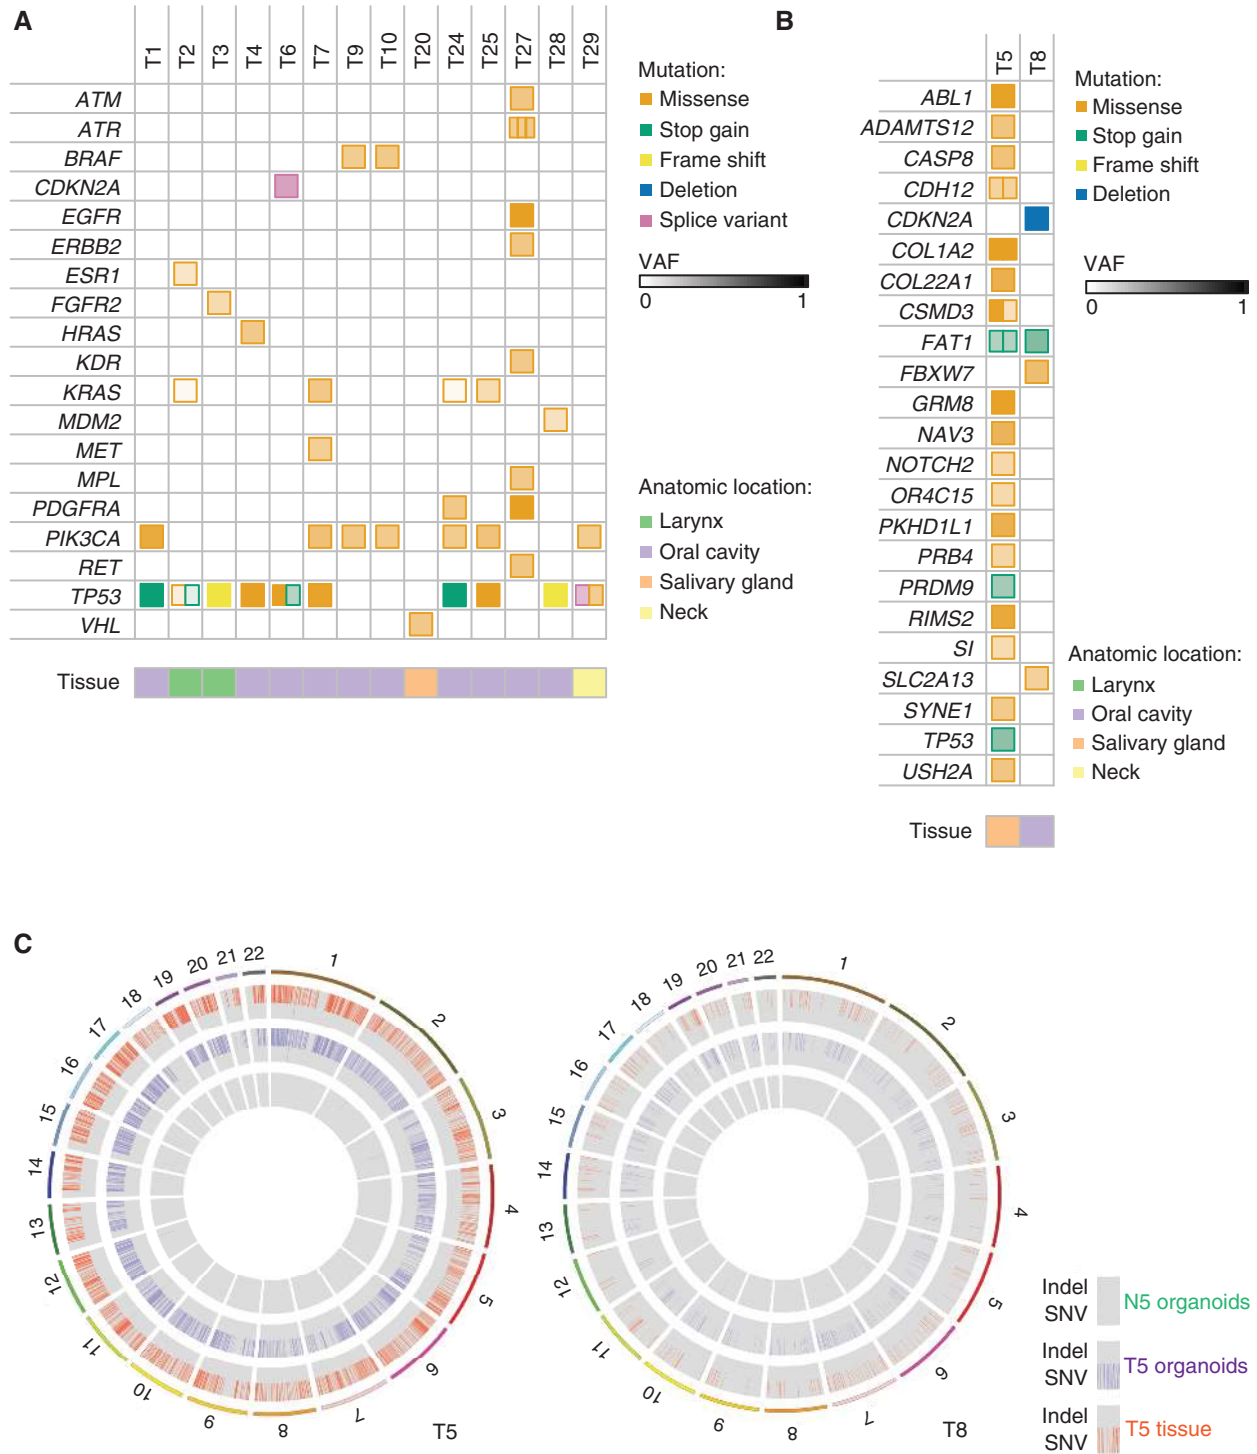 A
T1 T2 T3 T4 T6 T7 T9 T10 T20 T24 T25 T27 T28 T29
ATM
ATR
BRAF
CDKN2A
EGFR
ERBB2
ESR1
FGFR2
HRAS
KDR
KRAS
MDM2
MET
MPL
PDGFRA
PIK3CA
RET
TP53
VHL
Tissue
Mutation:
Missense
Stop gain
Frame shift
Deletion
Splice variant
VAF
0 1
Anatomic location:
Larynx
Oral cavity
Salivary gland
Neck
B
T5 T8
ABL1
ADAMTS12
CASP8
CDH12
CDKN2A
COL1A2
COL22A1
CSMD3
FAT1
FBXW7
GRM8
NAV3
NOTCH2
OR4C15
PKHD1L1
PRB4
PRDM9
RIMS2
SI
SLC2A13
SYNE1
TP53
USH2A
Tissue
Mutation:
Missense
Stop gain
Frame shift
Deletion
VAF
0 1
Anatomic location:
Larynx
Oral cavity
Salivary gland
Neck
C
1
2
3
4
5
6
7
8
9
10
11
12
13
14
15
16
17
18
19
20
21
22
T5
1
2
3
4
5
6
7
8
9
10
11
12
13
14
15
16
17
18
19
20
21
22
T8
Indel
SNV
N5 organoids
Indel
SNV
T5 organoids
Indel
SNV
T5 tissue